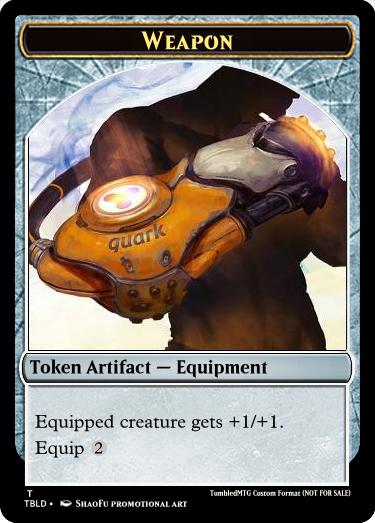 Weapon
quark
Token Artifact — Equipment
Equipped creature gets +1/+1.
Equip 2
T
TumbledMTG Custom Format (NOT FOR SALE)
TBLD • ShaoFu promotional art